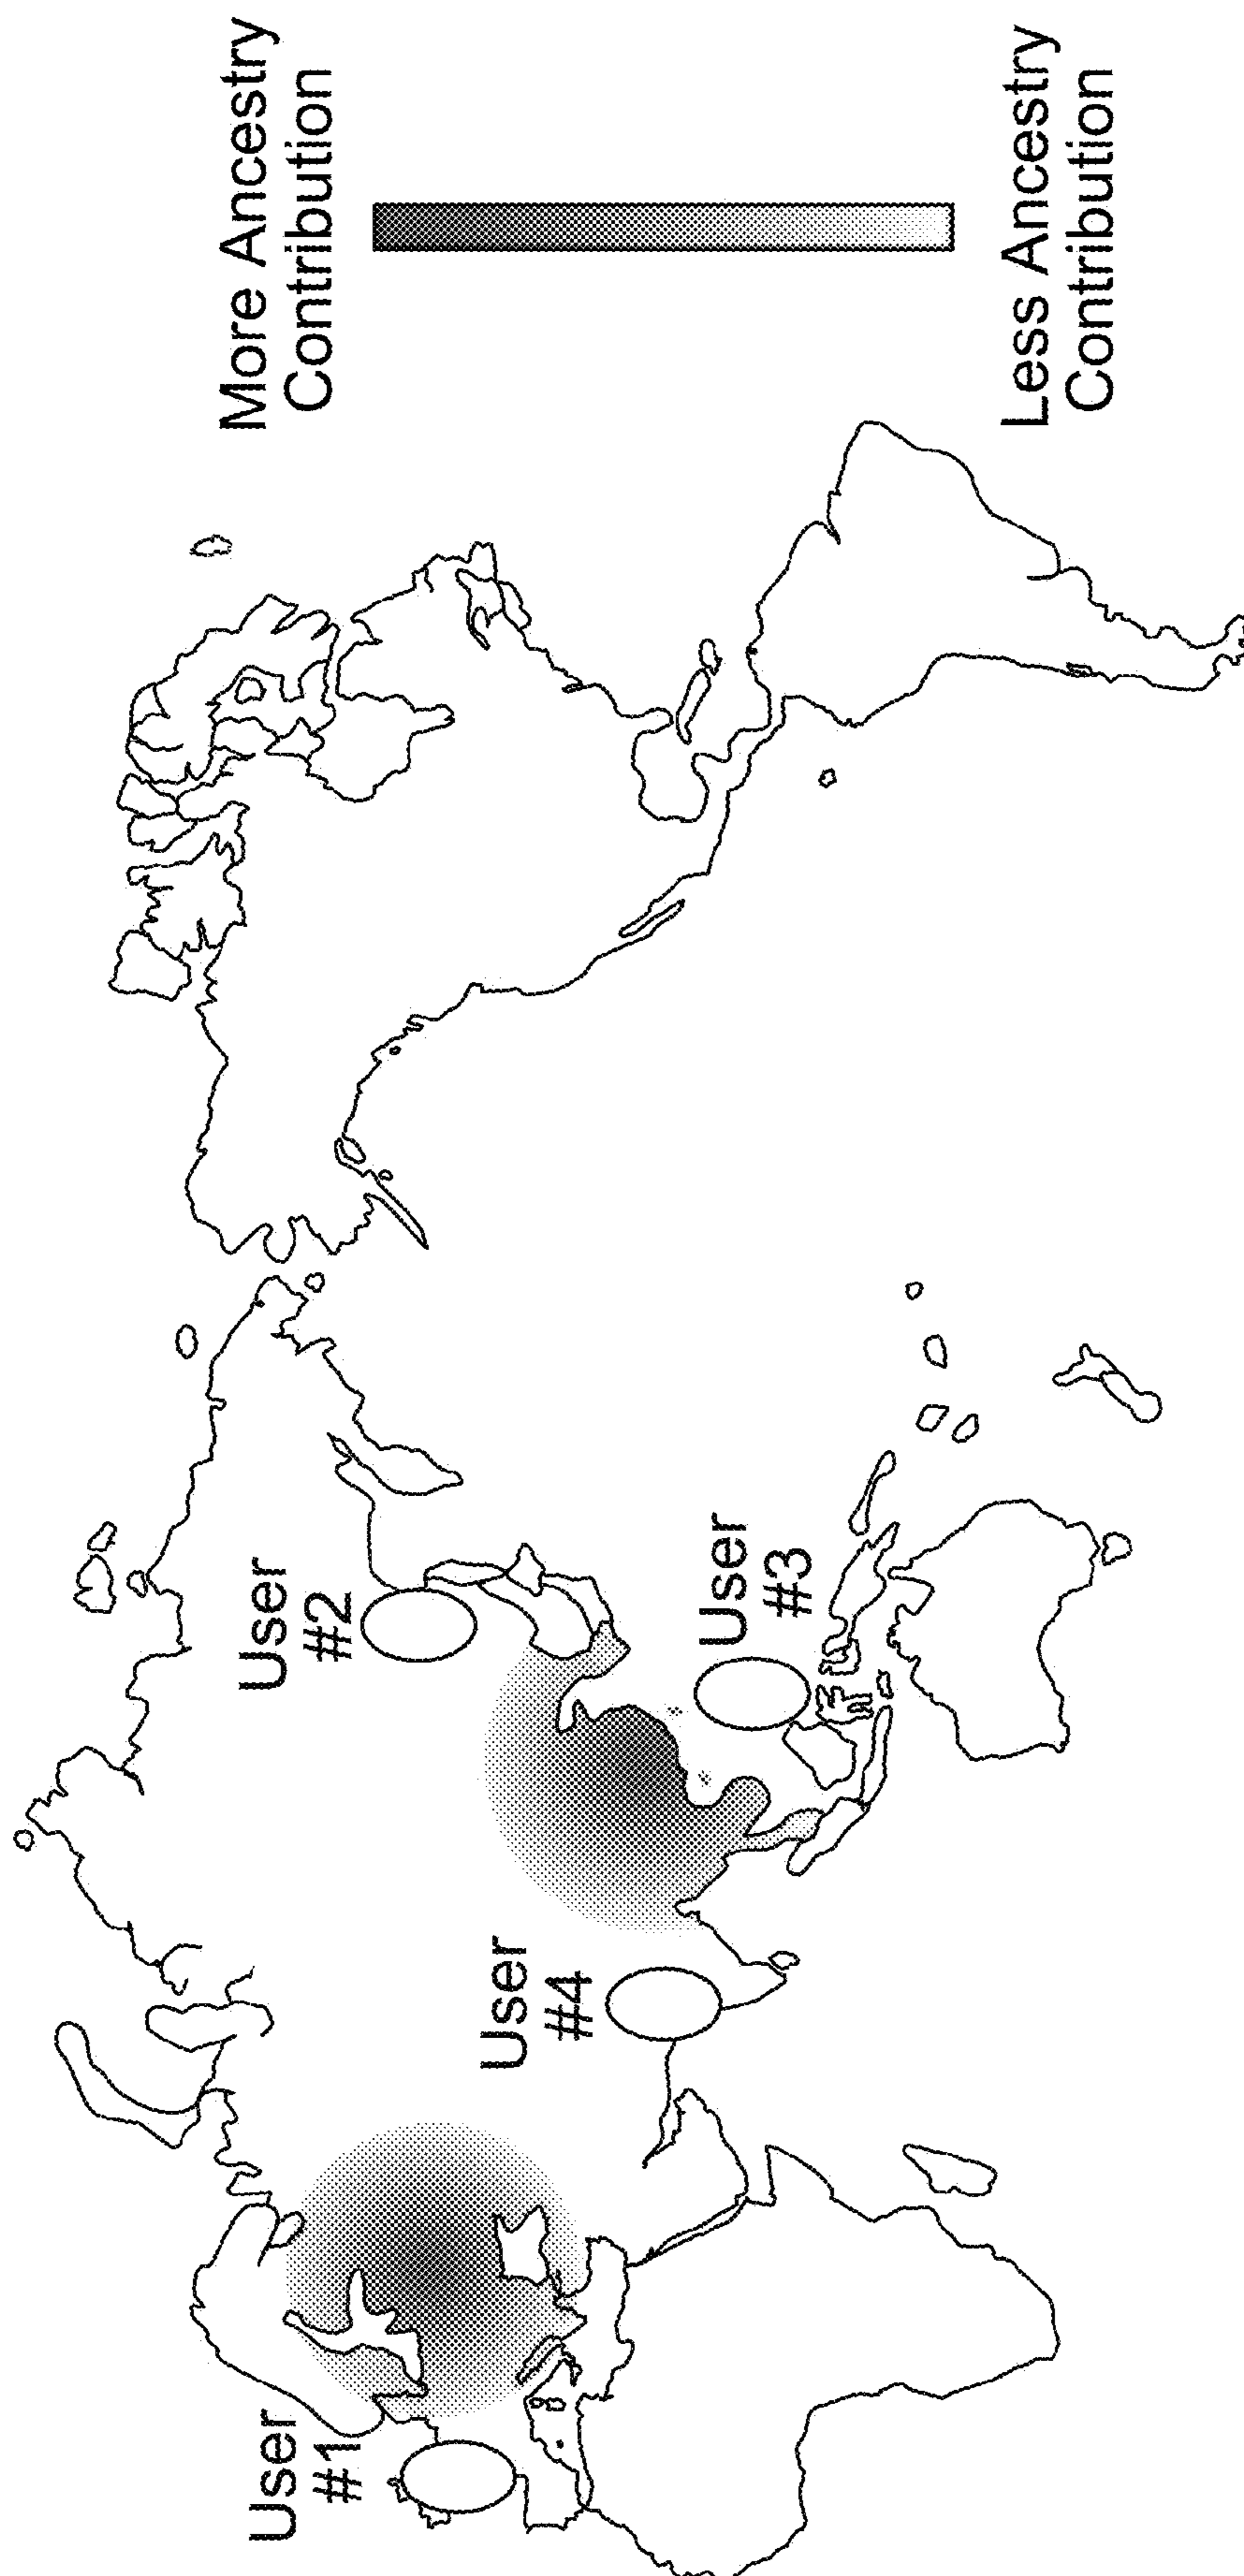 More Ancestry
Contribution
Less Ancestry
Contribution
User
#1
User
#2
User
#3
User
#4